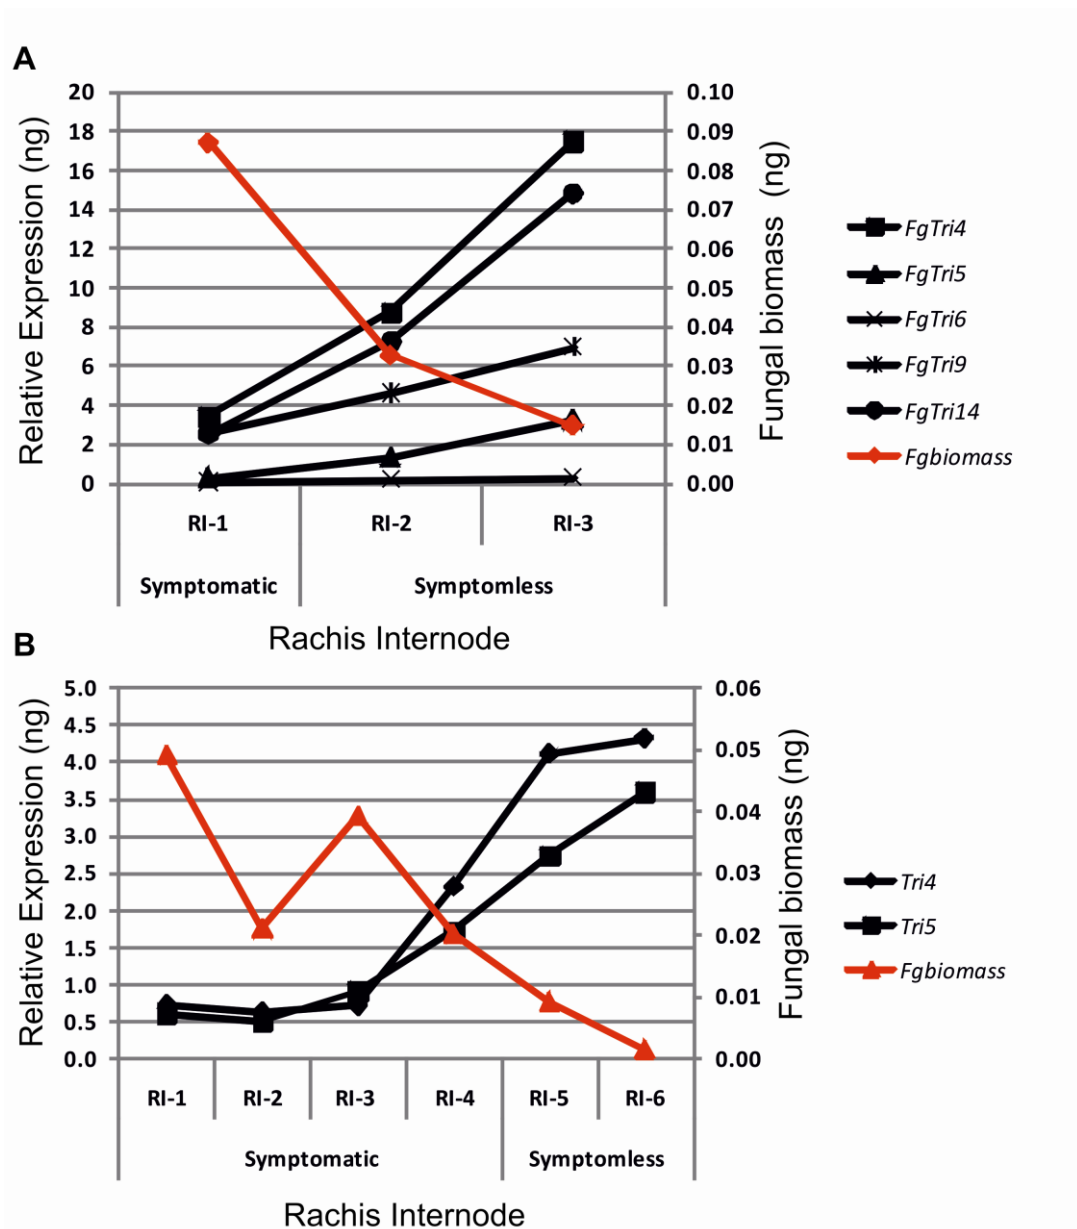 A
20
18
16
14
12
10
8
6
4
2
0
Relative Expression (ng)
0.10
0.09
0.08
0.07
0.06
0.05
0.04
0.03
0.02
0.01
0.00
Fungal biomass (ng)
FgTri4
FgTri5
FgTri6
FgTri9
FgTri14
Fgbiomass
RI-1 RI-2 RI-3
Symptomatic Symptomless
Rachis Internode
B
5.0
4.5
4.0
3.5
3.0
2.5
2.0
1.5
1.0
0.5
0.0
Relative Expression (ng)
0.06
0.05
0.04
0.03
0.02
0.01
0.00
Fungal biomass (ng)
Tri4
Tri5
Fgbiomass
RI-1 RI-2 RI-3 RI-4 RI-5 RI-6
Symptomatic Symptomless
Rachis Internode